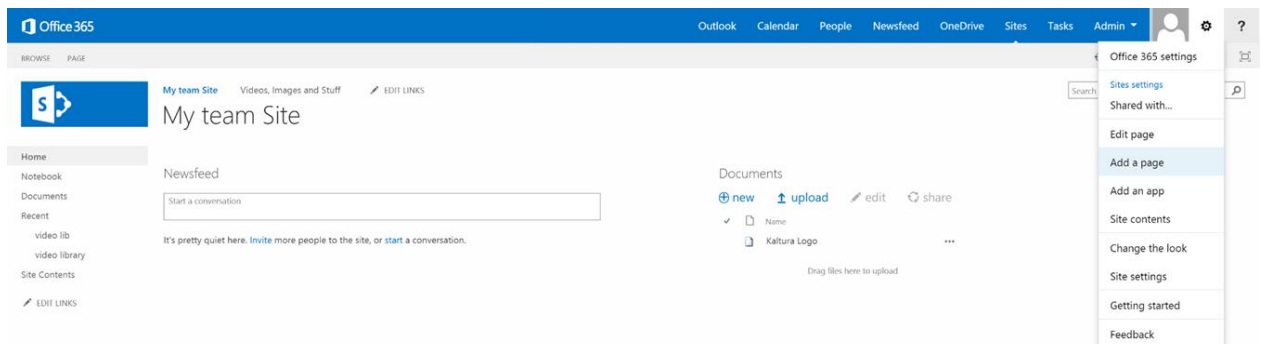 Office 365
Outlook Calendar People Newsfeed OneDrive Sites Tasks Admin ?
BROWSE PAGE
Office 365 settings
Sites settings
Shared with...
Edit page
Add a page
Add an app
Site contents
Change the look
Site settings
Getting started
Feedback
S
My team Site Videos, Images and Stuff EDIT LINKS
Search
My team Site
Home
Notebook
Documents
Recent
video lib
video library
Site Contents
EDIT LINKS
Newsfeed
Start a conversation
It's pretty quiet here. Invite more people to the site, or start a conversation.
Documents
new upload edit share
Name
Kaltura Logo ...
Drag files here to upload